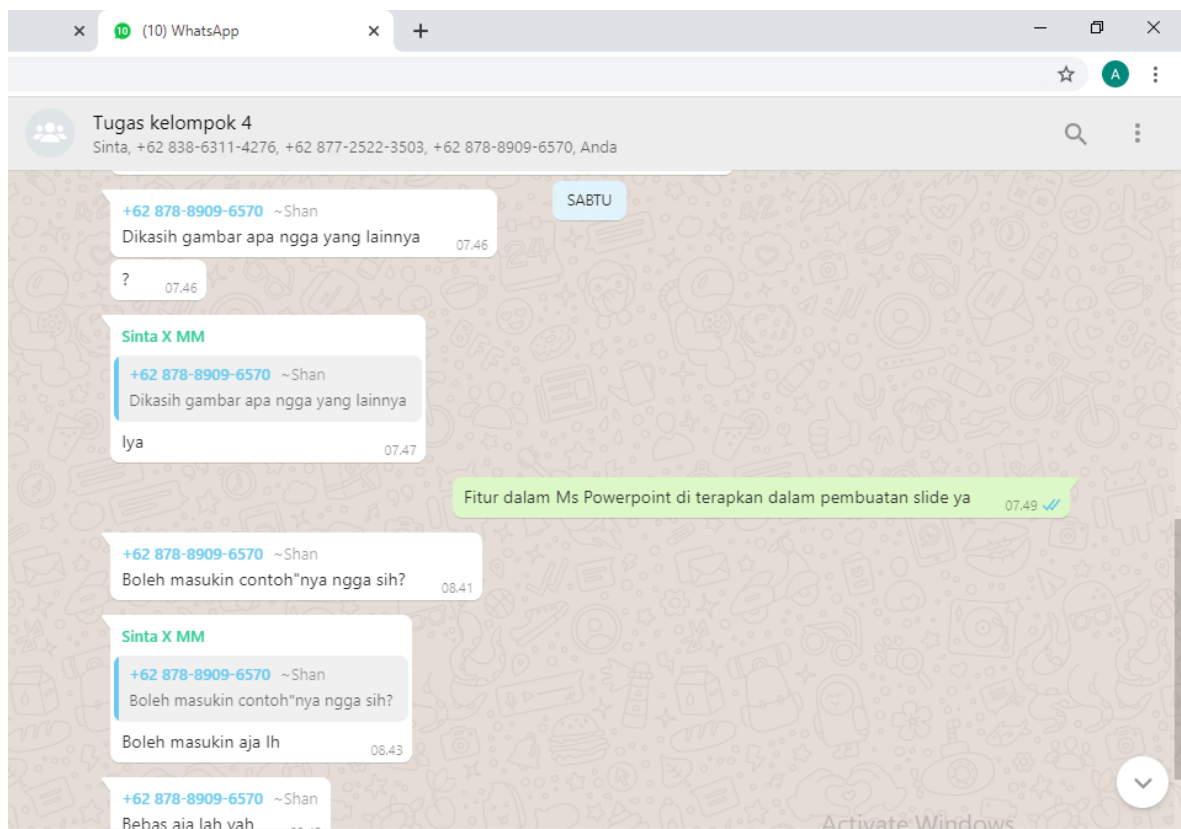 10 (10) WhatsApp
A
Tugas kelompok 4
Sinta, +62 838-6311-4276, +62 877-2522-3503, +62 878-8909-6570, Anda
SABTU
+62 878-8909-6570 ~Shan
Dikasih gambar apa ngga yang lainnya 07.46
? 07.46
Sinta X MM
+62 878-8909-6570 ~Shan
Dikasih gambar apa ngga yang lainnya
Iya 07.47
Fitur dalam Ms Powerpoint di terapkan dalam pembuatan slide ya 07.49
+62 878-8909-6570 ~Shan
Boleh masukin contoh"nya ngga sih? 08.41
Sinta X MM
+62 878-8909-6570 ~Shan
Boleh masukin contoh"nya ngga sih?
Boleh masukin aja lh 08.43
+62 878-8909-6570 ~Shan
Bebas aja lah yah
Activate Windows